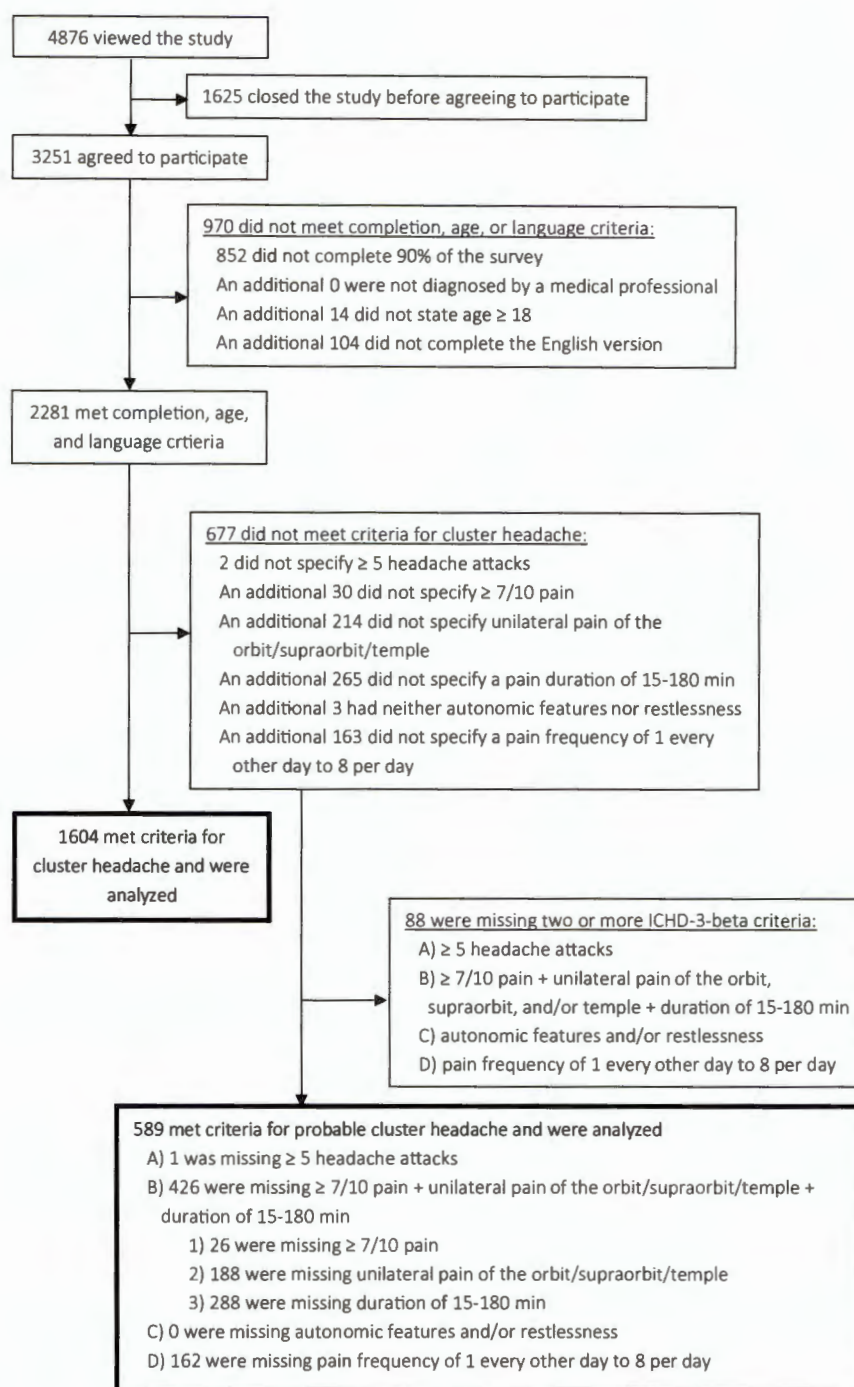 4876 viewed the study
1625 closed the study before agreeing to participate
3251 agreed to participate
970 did not meet completion, age, or language criteria:
852 did not complete 90% of the survey
An additional 0 were not diagnosed by a medical professional
An additional 14 did not state age ≥ 18
An additional 104 did not complete the English version
2281 met completion, age,
and language crtieria
677 did not meet criteria for cluster headache:
2 did not specify ≥ 5 headache attacks
An additional 30 did not specify ≥ 7/10 pain
An additional 214 did not specify unilateral pain of the
orbit/supraorbit/temple
An additional 265 did not specify a pain duration of 15-180 min
An additional 3 had neither autonomic features nor restlessness
An additional 163 did not specify a pain frequency of 1 every
other day to 8 per day
1604 met criteria for
cluster headache and were
analyzed
88 were missing two or more ICHD-3-beta criteria:
A) ≥ 5 headache attacks
B) ≥ 7/10 pain + unilateral pain of the orbit,
supraorbit, and/or temple + duration of 15-180 min
C) autonomic features and/or restlessness
D) pain frequency of 1 every other day to 8 per day
589 met criteria for probable cluster headache and were analyzed
A) 1 was missing ≥ 5 headache attacks
B) 426 were missing ≥ 7/10 pain + unilateral pain of the orbit/supraorbit/temple +
duration of 15-180 min
1) 26 were missing ≥ 7/10 pain
2) 188 were missing unilateral pain of the orbit/supraorbit/temple
3) 288 were missing duration of 15-180 min
C) 0 were missing autonomic features and/or restlessness
D) 162 were missing pain frequency of 1 every other day to 8 per day